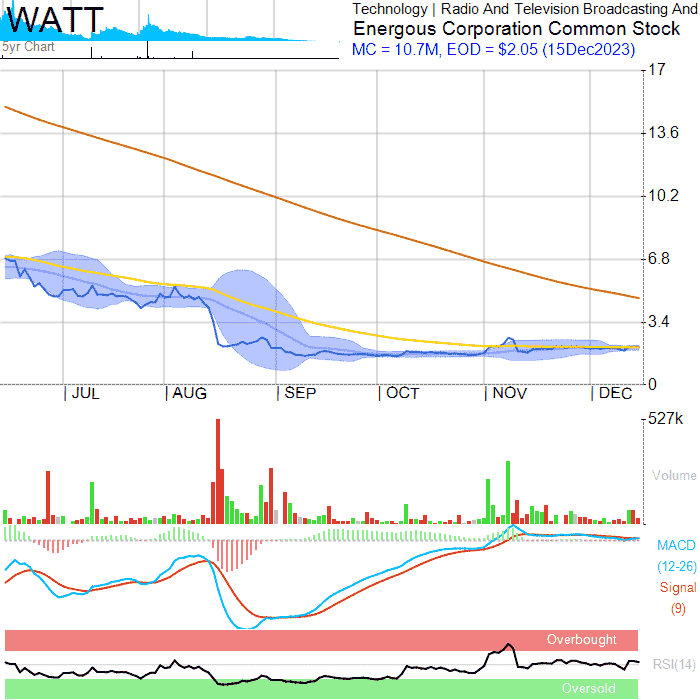 WATT
5yr Chart
Technology | Radio And Television Broadcasting And
Energous Corporation Common Stock
MC = 10.7M, EOD = $2.05 (15Dec2023)
17
13.6
10.2
6.8
3.4
0
JUL AUG SEP OCT NOV DEC
527k
Volume
MACD
(12-26)
Signal
(9)
Overbought
RSI(14)
Oversold